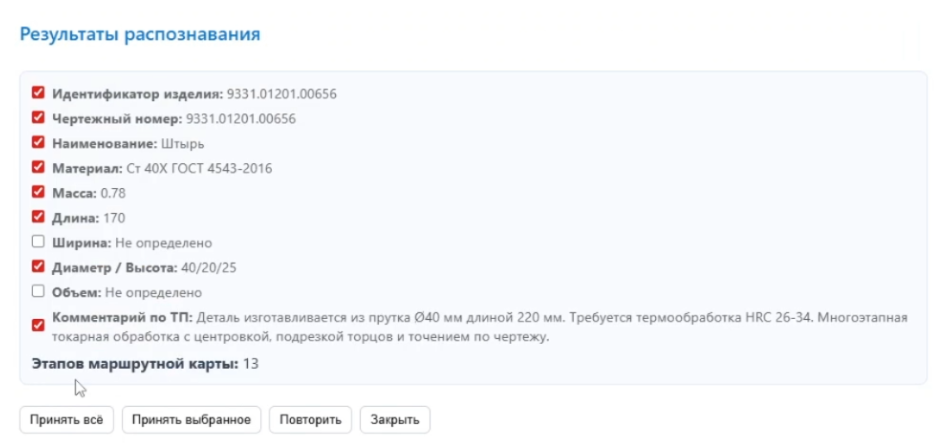 Результаты распознавания
Идентификатор изделия: 9331.01201.00656
Чертежный номер: 9331.01201.00656
Наименование: Штырь
Материал: Ст 40Х ГОСТ 4543-2016
Масса: 0.78
Длина: 170
Ширина: Не определено
Диаметр / Высота: 40/20/25
Объем: Не определено
Комментарий по ТП: Деталь изготавливается из прутка Ø40 мм длиной 220 мм. Требуется термообработка HRC 26-34. Многоэтапная
токарная обработка с центровкой, подрезкой торцов и точением по чертежу.
Этапов маршрутной карты: 13
Принять всё Принять выбранное Повторить Закрыть